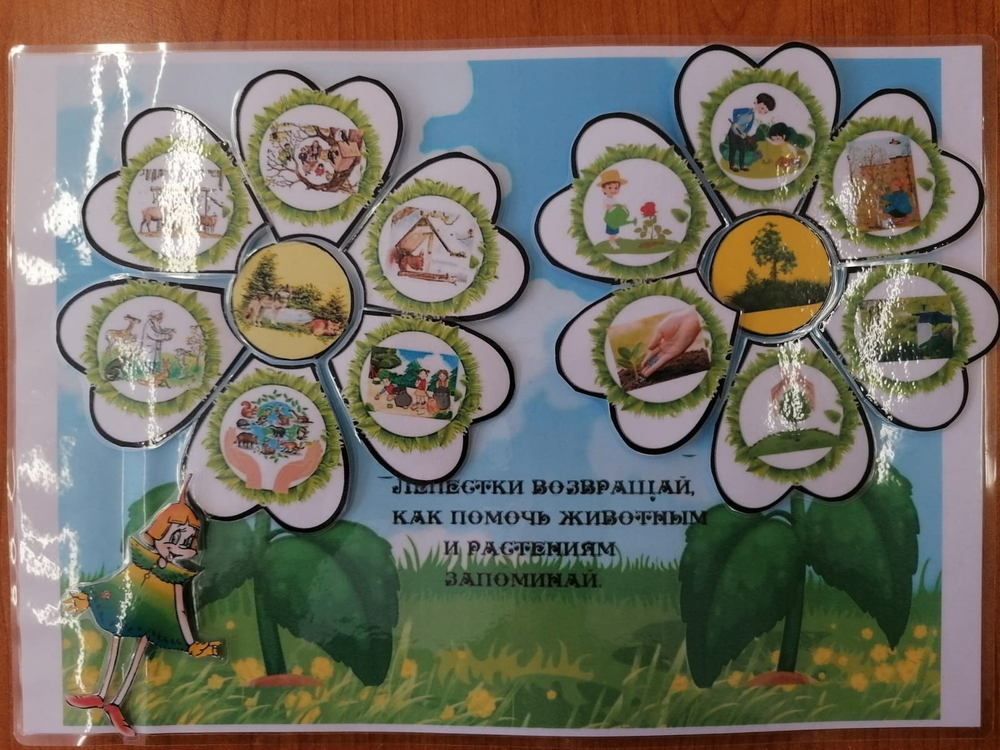 ЛЕПЕСТКИ ВОЗВРАЩАЙ,
КАК ПОМОЧЬ ЖИВОТНЫМ
И РАСТЕНИЯМ
ЗАПОМИНАЙ.